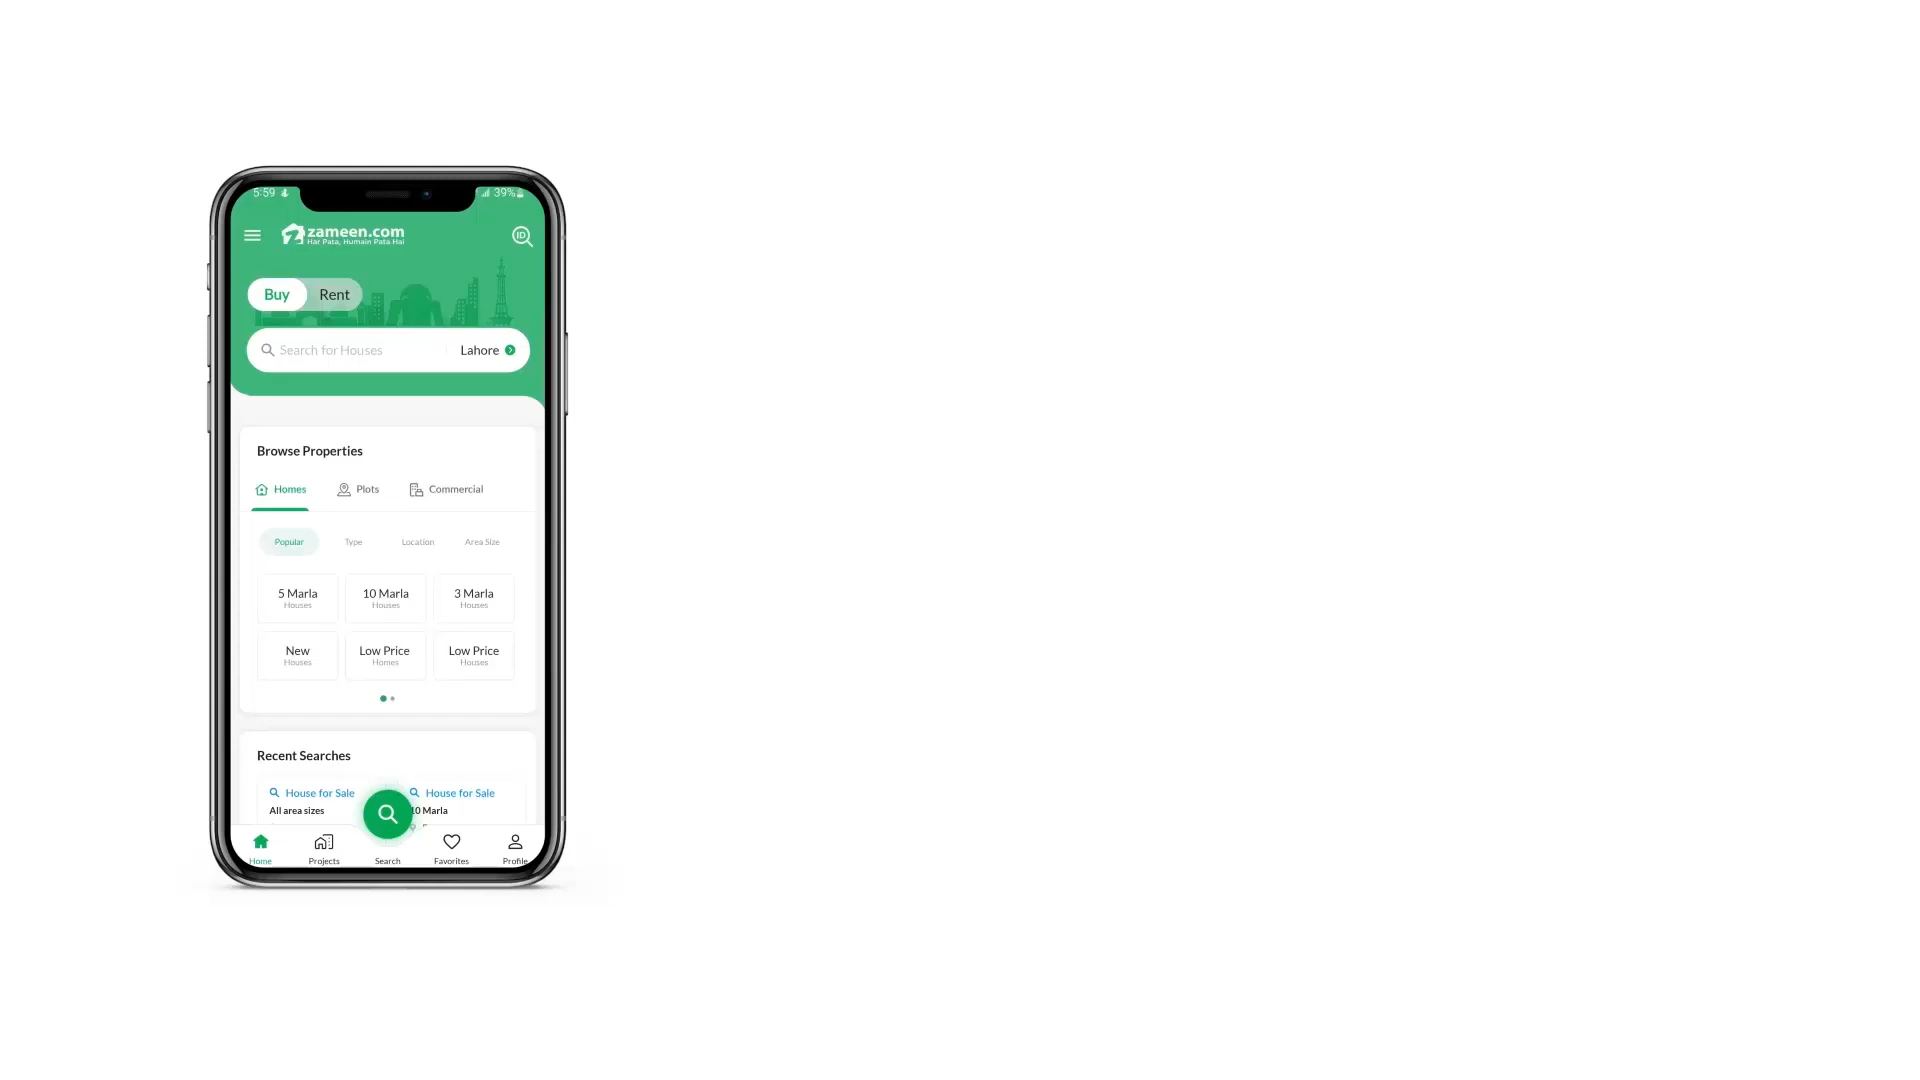 5:59 39%
zameen.com
Har Pata, Humain Pata Hai
ID
Buy Rent
Search for Houses Lahore
Browse Properties
Homes Plots Commercial
Popular Type Location Area Size
5 Marla 10 Marla 3 Marla
Houses Houses Houses
New Low Price Low Price
Houses Homes Houses
Recent Searches
House for Sale House for Sale
All area sizes 10 Marla
Home Projects Search Favorites Profile